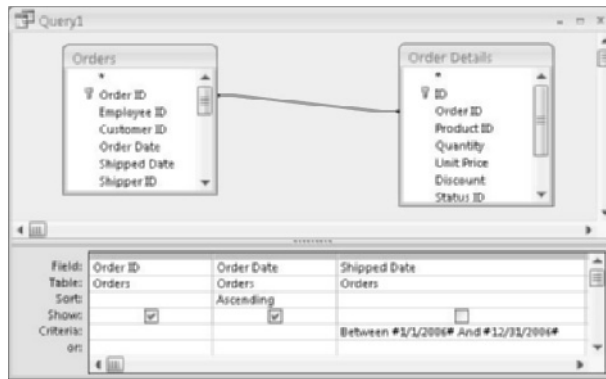 Query1
Orders
*
Order ID
Employee ID
Customer ID
Order Date
Shipped Date
Shipper ID
Order Details
*
ID
Order ID
Product ID
Quantity
Unit Price
Discount
Status ID
Field: Order ID Order Date Shipped Date
Table: Orders Orders Orders
Sort: Ascending
Show:
Criteria: Between #1/1/2006# And #12/31/2006#
or: